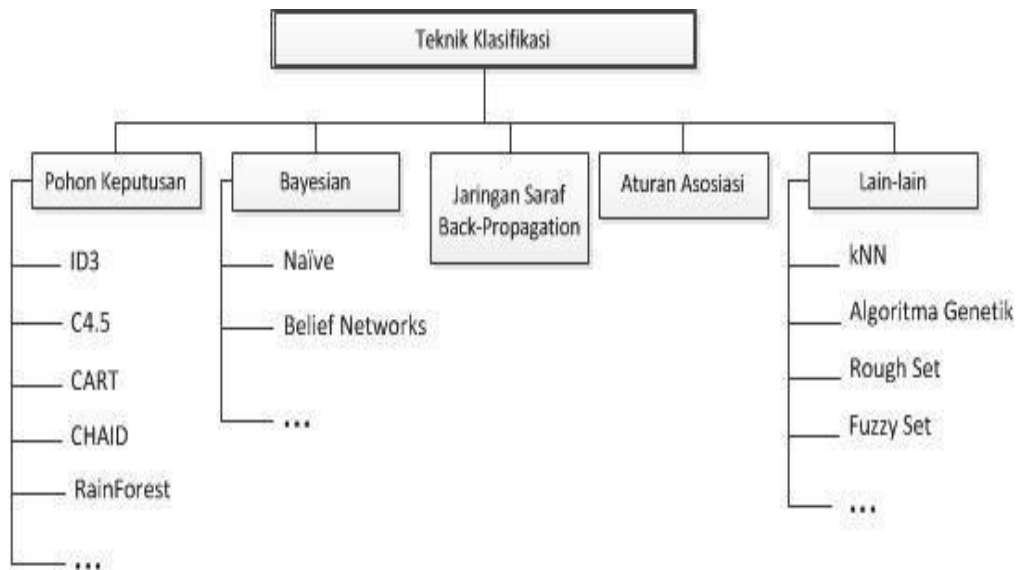 Teknik Klasifikasi
Pohon Keputusan
ID3
C4.5
CART
CHAID
RainForest
...
Bayesian
Naïve
Belief Networks
...
Jaringan Saraf
Back-Propagation
Aturan Asosiasi
Lain-lain
kNN
Algoritma Genetik
Rough Set
Fuzzy Set
...